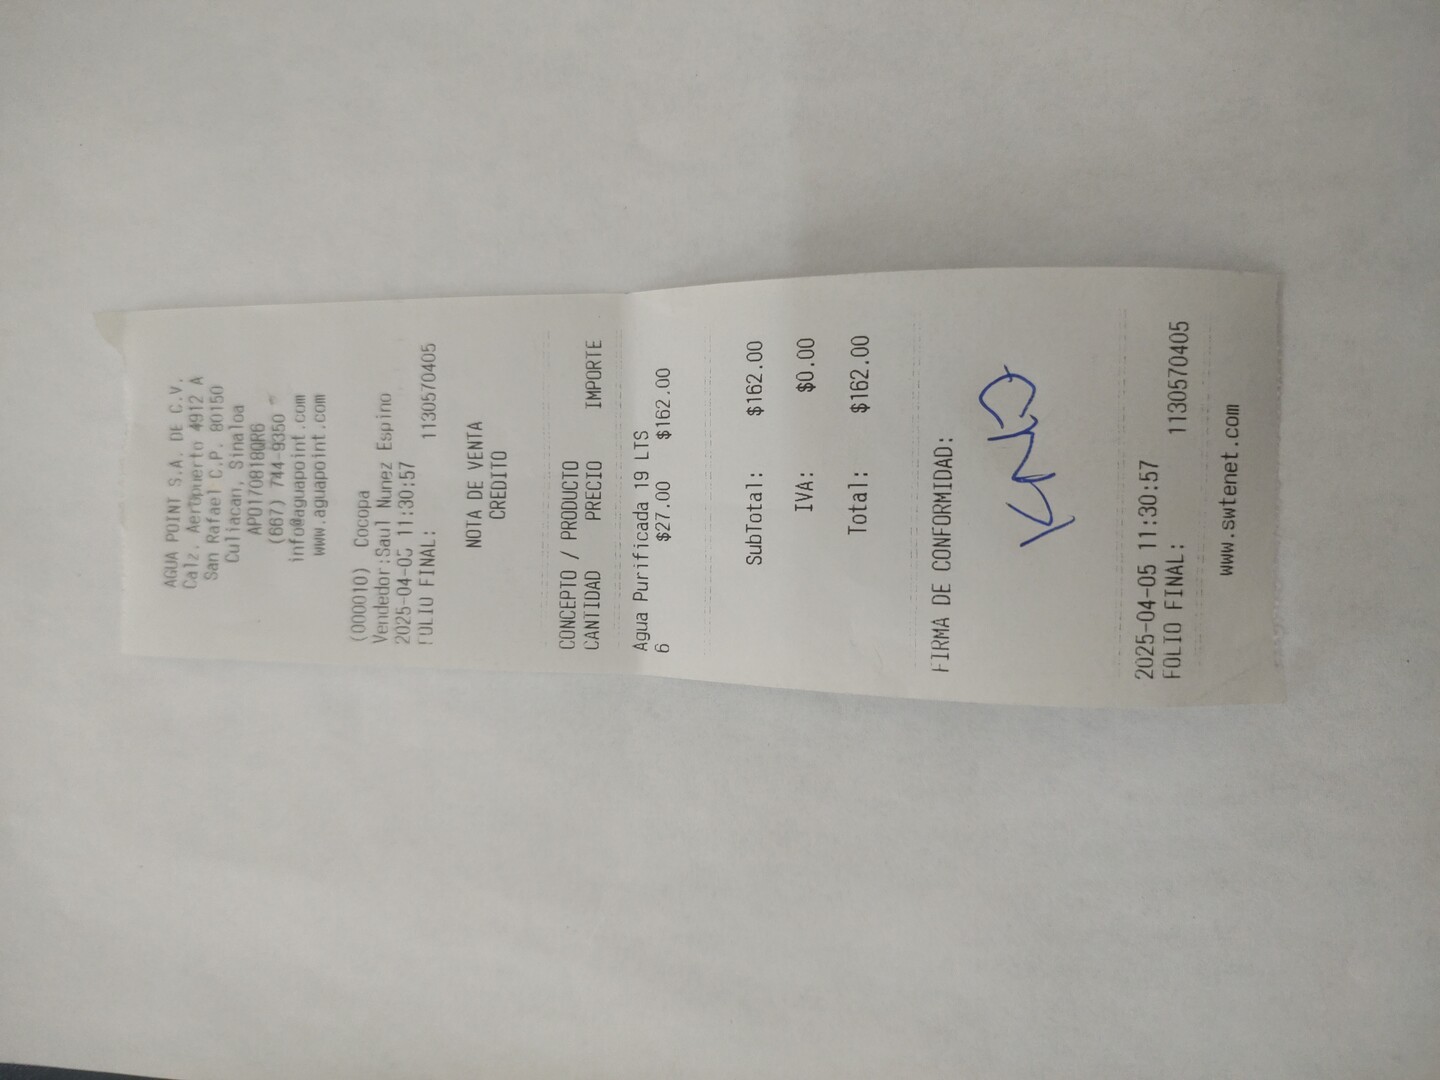 AGUA POINT S.A. DE C.V.
Calz. Aeropuerto 4912 A
San Rafael C.P. 80150
Culiacan, Sinaloa
APO170818QR6
(667) 744-9350
info@aguapoint.com
www.aguapoint.com
(000010) Cocopa
Vendedor:Saul Nunez Espino
2025-04-05 11:30:57
FOLIO FINAL: 1130570405
NOTA DE VENTA
CREDITO
CONCEPTO / PRODUCTO
CANTIDAD PRECIO IMPORTE
Agua Purificada 19 LTS
6 $27.00 $162.00
SubTotal: $162.00
IVA: $0.00
Total: $162.00
FIRMA DE CONFORMIDAD:
2025-04-05 11:30:57
FOLIO FINAL: 1130570405
www.swtenet.com